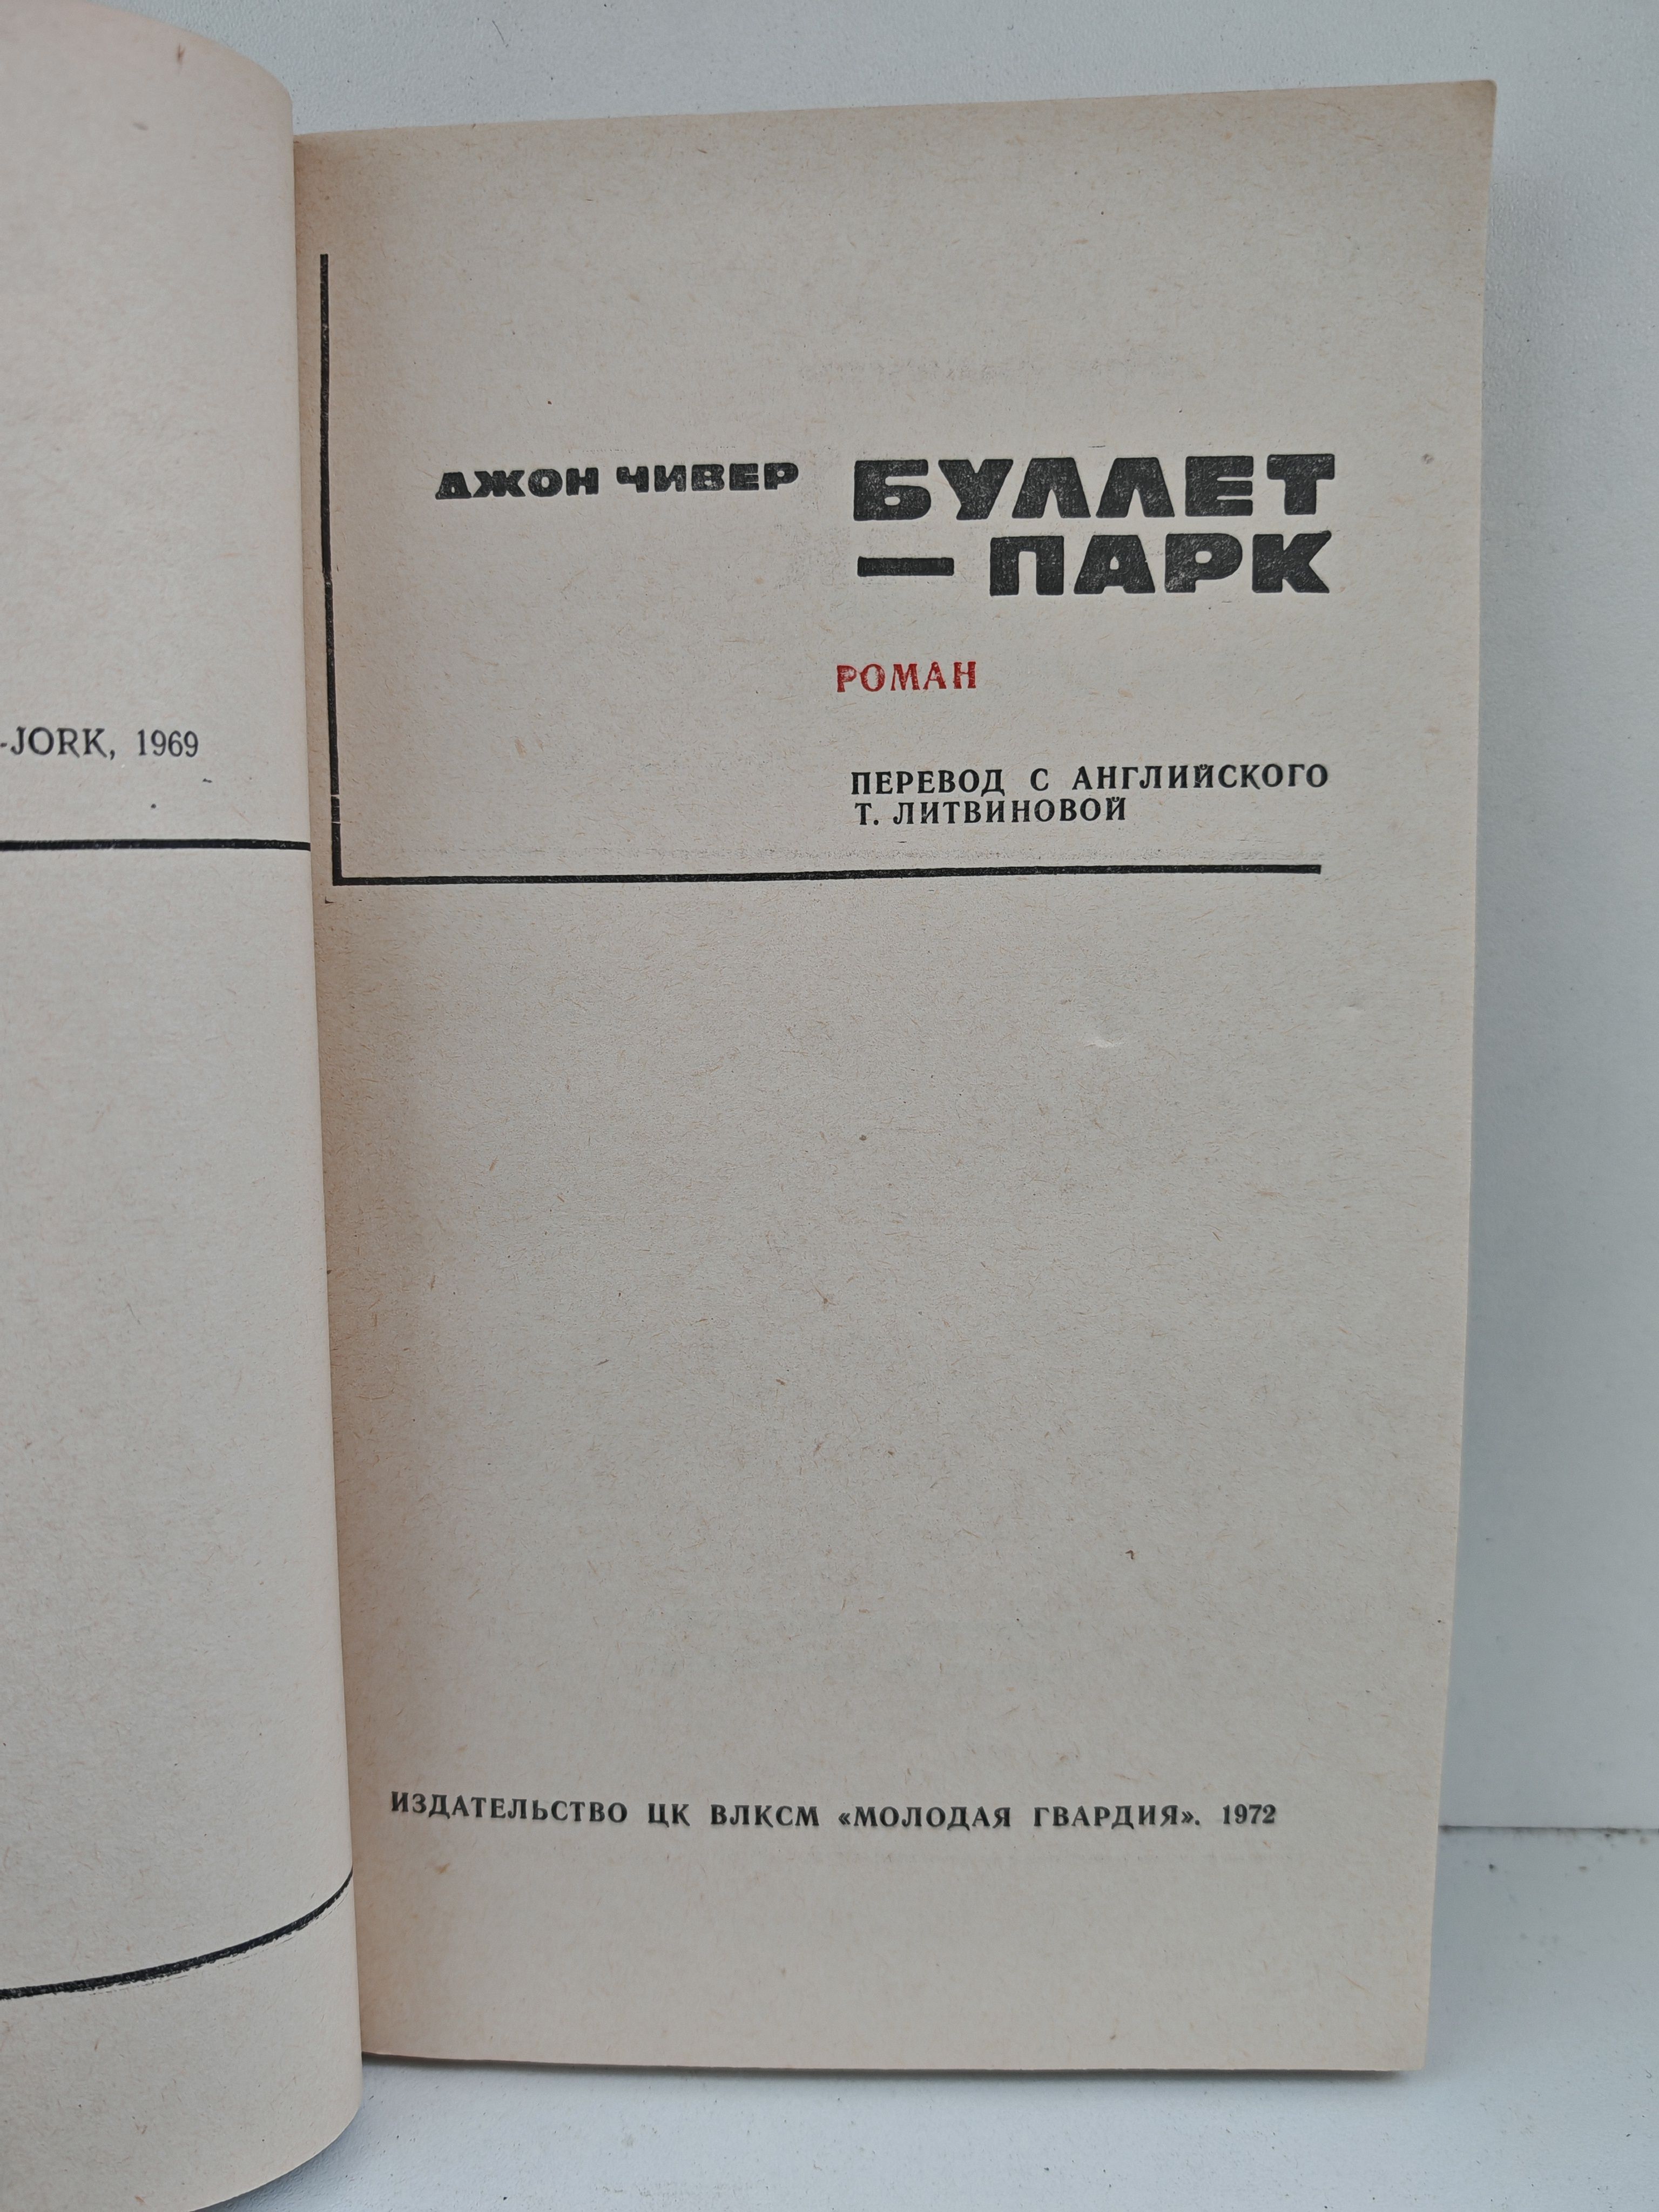 -JORK, 1969
ДЖОН ЧИВЕР
БУЛЛЕТ
—ПАРК
РОМАН
ПЕРЕВОД С АНГЛИЙСКОГО
Т. ЛИТВИНОВОЙ
ИЗДАТЕЛЬСТВО ЦК ВЛКСМ «МОЛОДАЯ ГВАРДИЯ». 1972